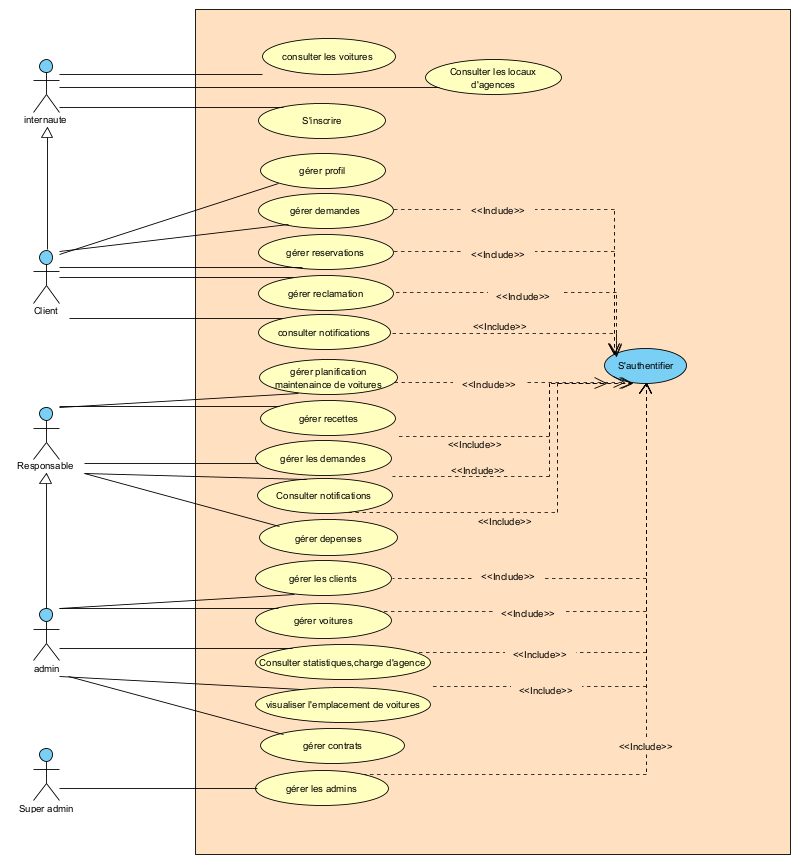 consulter les voitures
Consulter les locaux
d'agences
internaute
S'inscrire
gérer profil
gérer demandes
<<Include>>
gérer reservations
<<Include>>
gérer reclamation
<<Include>>
Client
consulter notifications
<<Include>>
S'authentifier
gérer planification
maintenaince de voitures
<<Include>>
gérer recettes
<<Include>>
gérer les demandes
Responsable
<<Include>>
Consulter notifications
<<Include>>
gérer depenses
gérer les clients
<<Include>>
gérer voitures
<<Include>>
Consulter statistiques,charge d'agence
<<Include>>
admin
<<Include>>
visualiser l'emplacement de voitures
gérer contrats
<<Include>>
gérer les admins
Super admin